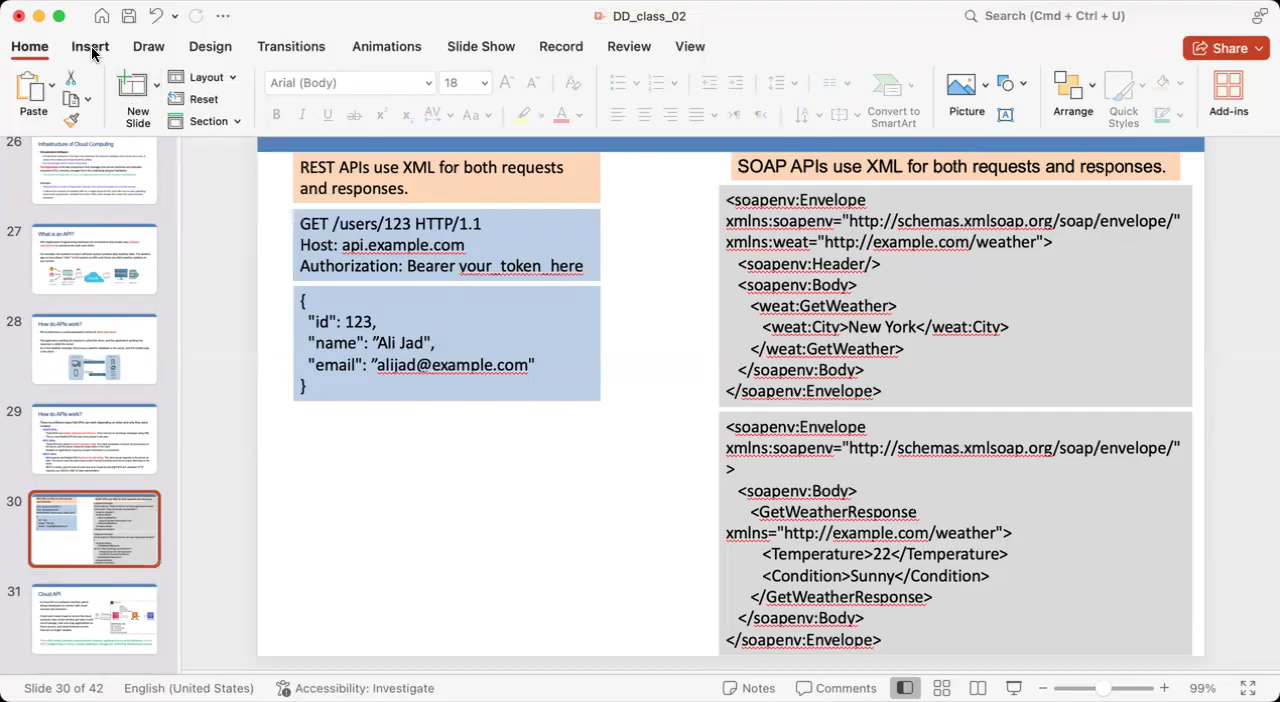 DD_class_02
Search (Cmd + Ctrl + U)
Home Insert Draw Design Transitions Animations Slide Show Record Review View Share
Paste
New
Slide
Layout
Reset
Section
Arial (Body) 18
Convert to
SmartArt
Picture
Arrange
Quick
Styles
Add-ins
26
Infrastructure of Cloud Computing
27
What is an API?
28
How do APIs work?
29
How do APIs work?
30
31
Cloud API
REST APIs use XML for both requests
and responses.
GET /users/123 HTTP/1.1
Host: api.example.com
Authorization: Bearer your_token_here
{
"id": 123,
"name": ”Ali Jad",
"email": ”alijad@example.com"
}
SOAP APIs use XML for both requests and responses.
<soapenv:Envelope
xmlns:soapenv="http://schemas.xmlsoap.org/soap/envelope/"
xmlns:weat="http://example.com/weather">
<soapenv:Header/>
<soapenv:Body>
<weat:GetWeather>
<weat:City>New York</weat:City>
</weat:GetWeather>
</soapenv:Body>
</soapenv:Envelope>
<soapenv:Envelope
xmlns:soapenv="http://schemas.xmlsoap.org/soap/envelope/"
>
<soapenv:Body>
<GetWeatherResponse
xmlns="http://example.com/weather">
<Temperature>22</Temperature>
<Condition>Sunny</Condition>
</GetWeatherResponse>
</soapenv:Body>
</soapenv:Envelope>
Slide 30 of 42 English (United States) Accessibility: Investigate Notes Comments 99%